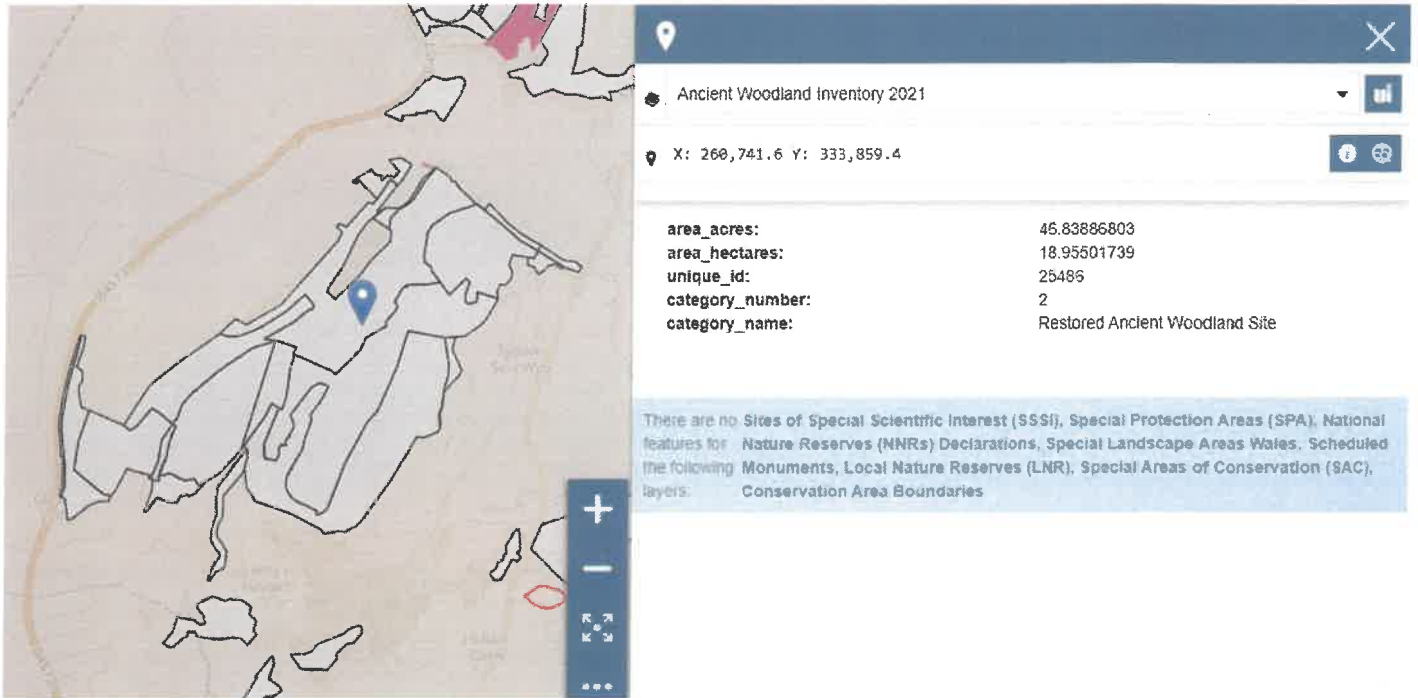 Ancient Woodland Inventory 2021
X: 260,741.6 Y: 333,859.4
area_acres: 46.83886803
area_hectares: 18.95501739
unique_id: 25486
category_number: 2
category_name: Restored Ancient Woodland Site
There are no features for the following layers:
Sites of Special Scientific Interest (SSSI), Special Protection Areas (SPA), National
Nature Reserves (NNRs) Declarations, Special Landscape Areas Wales, Scheduled
Monuments, Local Nature Reserves (LNR), Special Areas of Conservation (SAC),
Conservation Area Boundaries